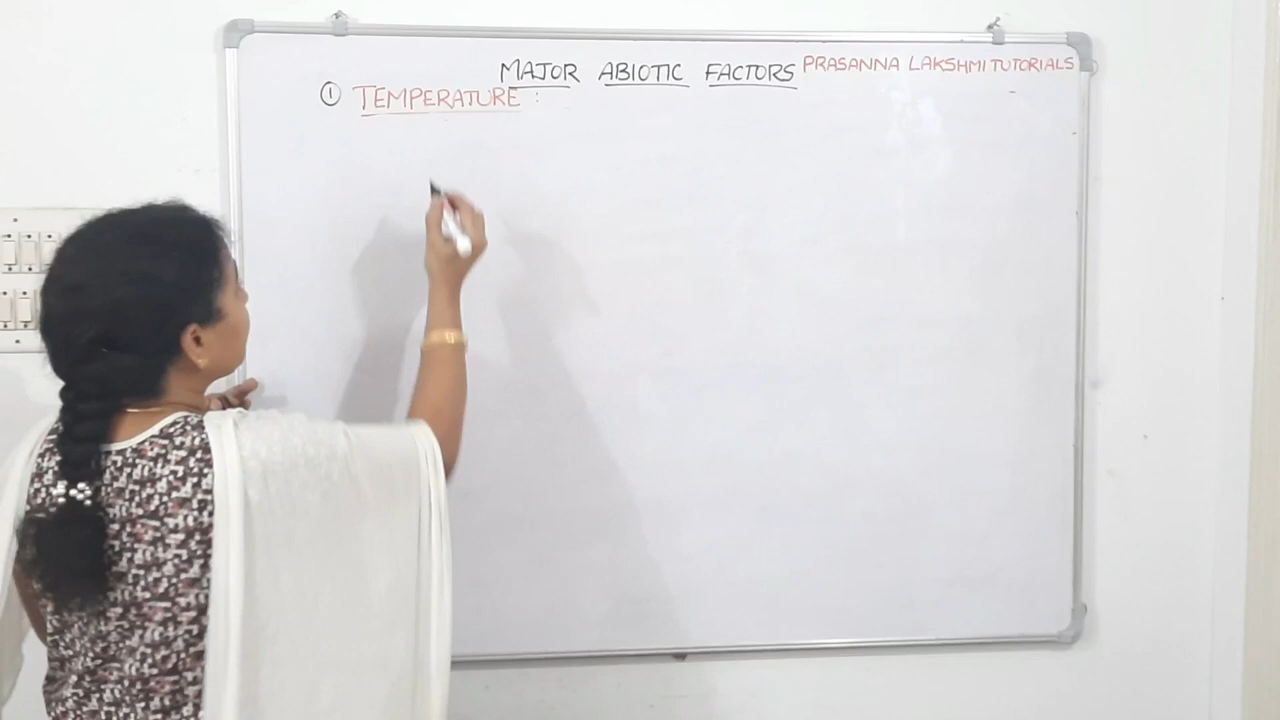 MAJOR ABIOTIC FACTORS PRASANNA LAKSHMI TUTORIALS
① TEMPERATURE :